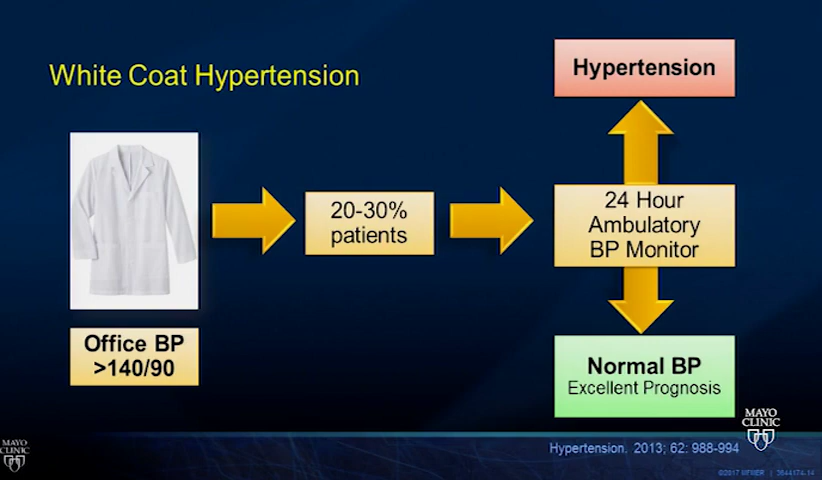 White Coat Hypertension
Office BP
>140/90
20-30%
patients
Hypertension
24 Hour
Ambulatory
BP Monitor
Normal BP
Excellent Prognosis
MAYO
CLINIC
Hypertension. 2013; 62: 988-994
MAYO
CLINIC